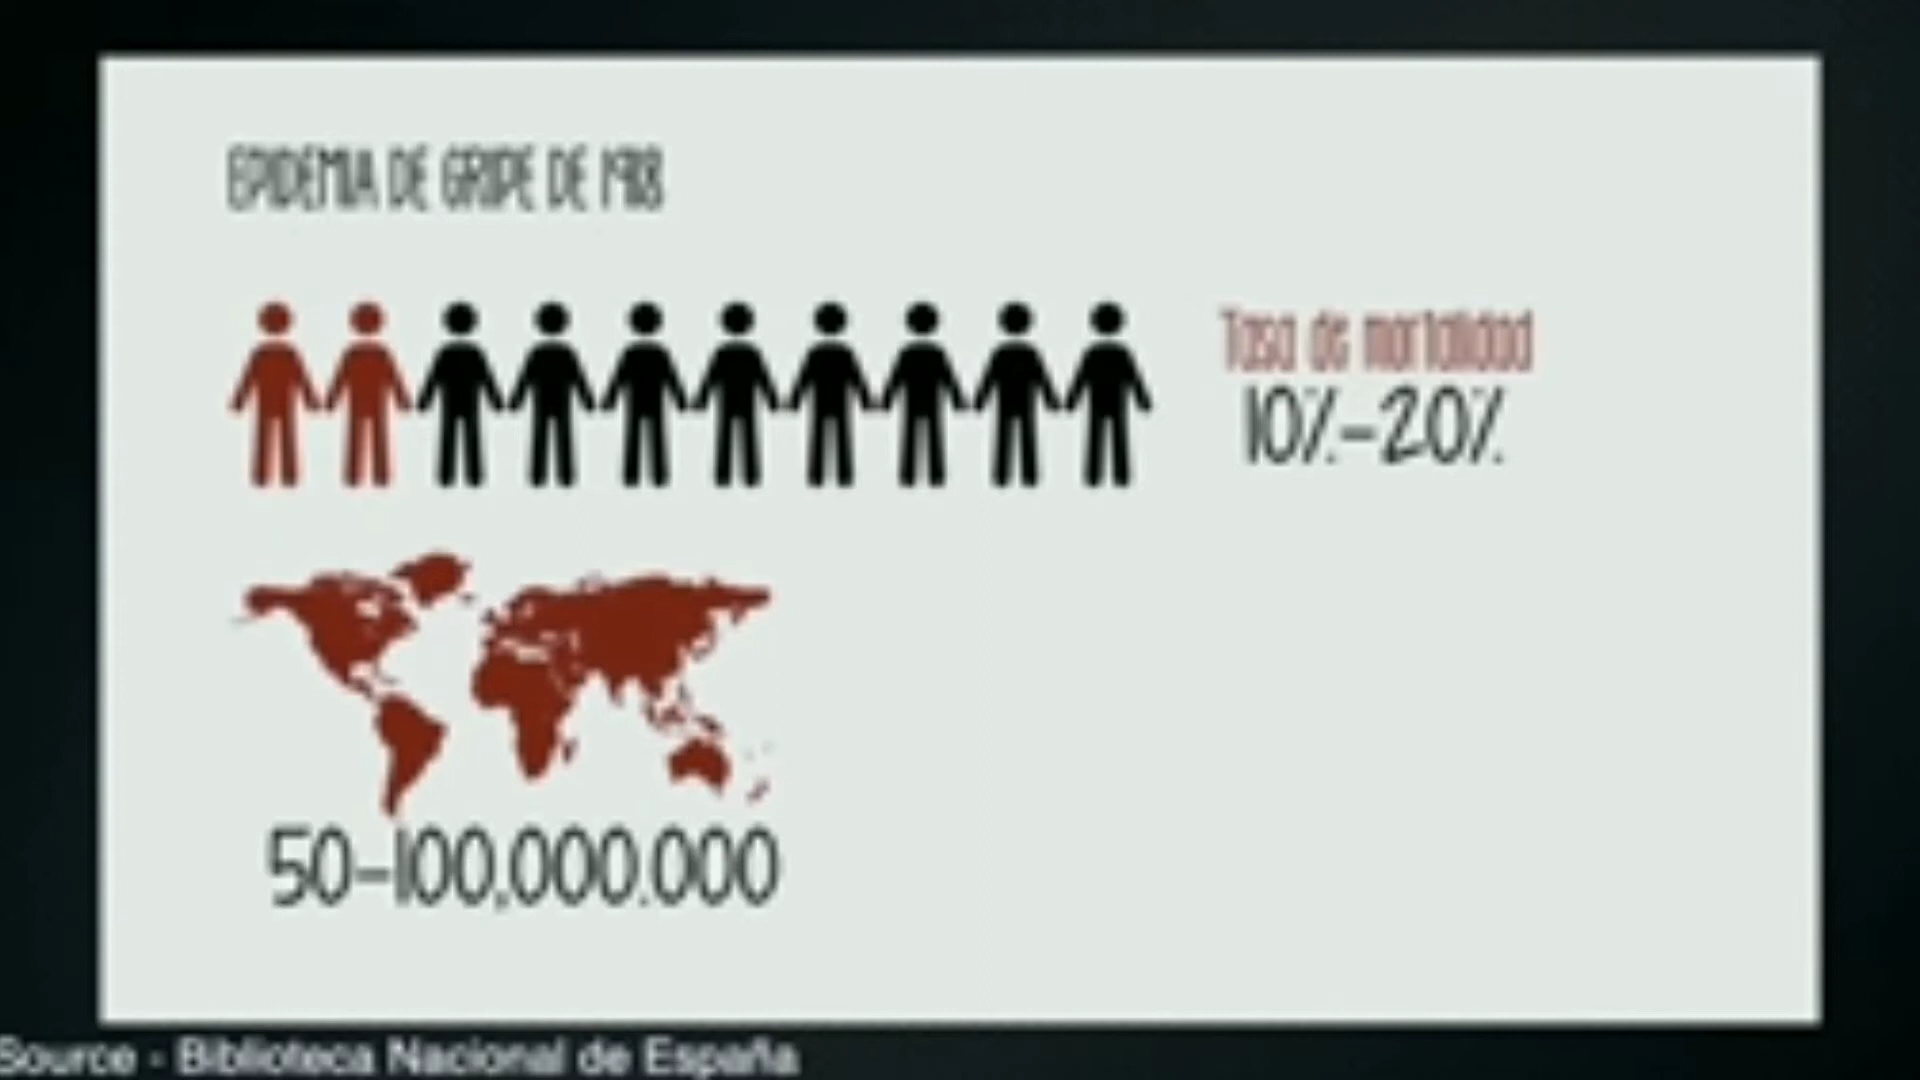 EPIDEMIA DE GRIPE DE 1918
Tasa de mortalidad
10%-20%
50-100,000.000
Source - Biblioteca Nacional de España